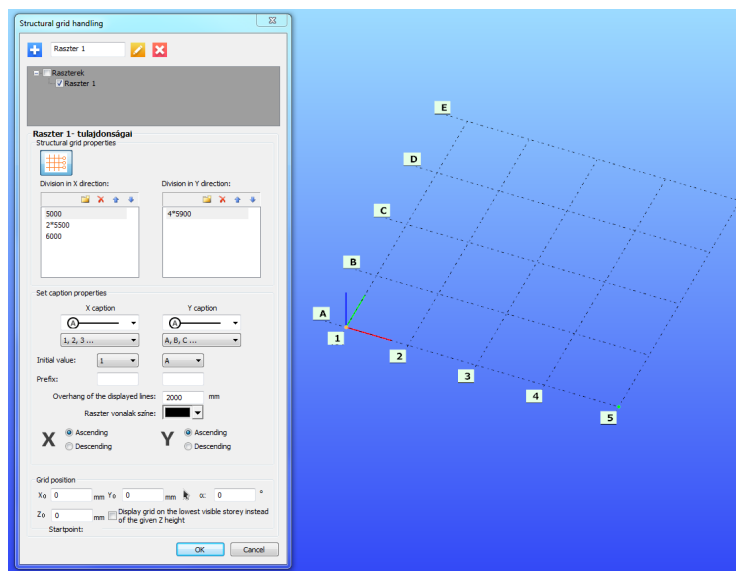 Structural grid handling
Raszter 1
Raszterek
Raszter 1
Raszter 1- tulajdonságai
Structural grid properties
Division in X direction:
Division in Y direction:
5000
2*5500
6000
4*5900
Set caption properties
X caption
Y caption
A
A
1, 2, 3 ...
A, B, C ...
Initial value:
1
A
Prefix:
Overhang of the displayed lines:
2000
mm
Raszter vonalak színe:
X
Ascending
Descending
Y
Ascending
Descending
Grid position
X0
0
mm
Y0
0
mm
α:
0
°
Z0
0
mm
Display grid on the lowest visible storey instead
of the given Z height
Startpoint:
OK
Cancel
E
D
C
B
A
1
2
3
4
5